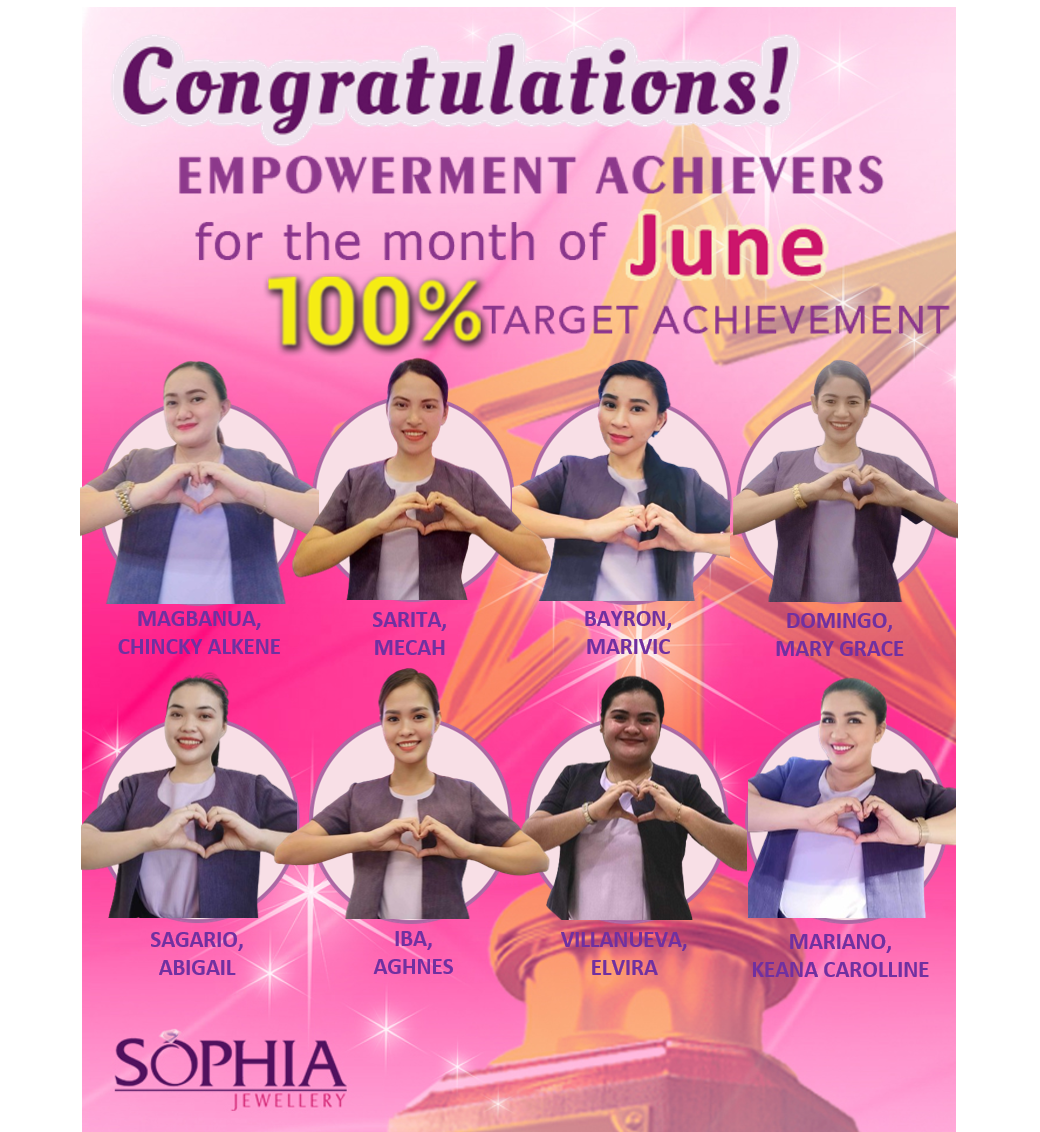 Congratulations!
EMPOWERMENT ACHIEVERS
for the month of June
100% TARGET ACHIEVEMENT
MAGBANUA,
CHINCKY ALKENE
SARITA,
MECAH
BAYRON,
MARIVIC
DOMINGO,
MARY GRACE
SAGARIO,
ABIGAIL
IBA,
AGHNES
VILLANUEVA,
ELVIRA
MARIANO,
KEANA CAROLLINE
SOPHIA
JEWELLERY